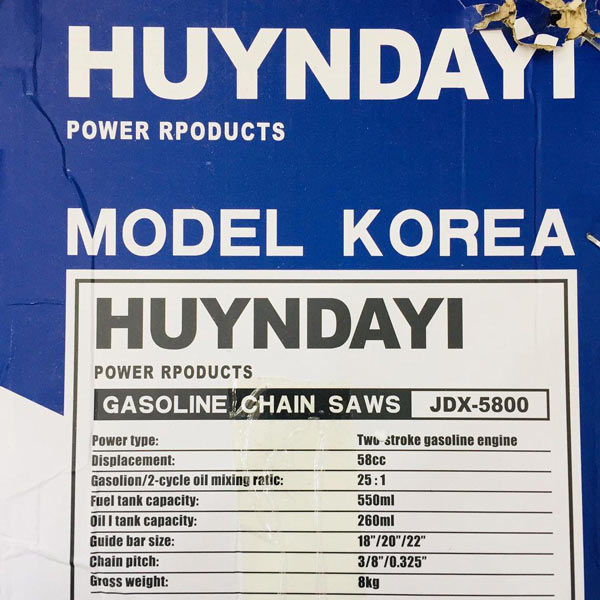 HUYNDAYI
POWER RPODUCTS
MODEL KOREA
HUYNDAYI
POWER RPODUCTS
GASOLINE CHAIN SAWS JDX-5800
Power type: Two stroke gasoline engine
Displacement: 58cc
Gasolion/2-cycle oil mixing ratic: 25 : 1
Fuel tank capacity: 550ml
Oil l tank capacity: 260ml
Guide bar size: 18"/20"/22"
Chain pitch: 3/8"/0.325"
Gross weight: 8kg